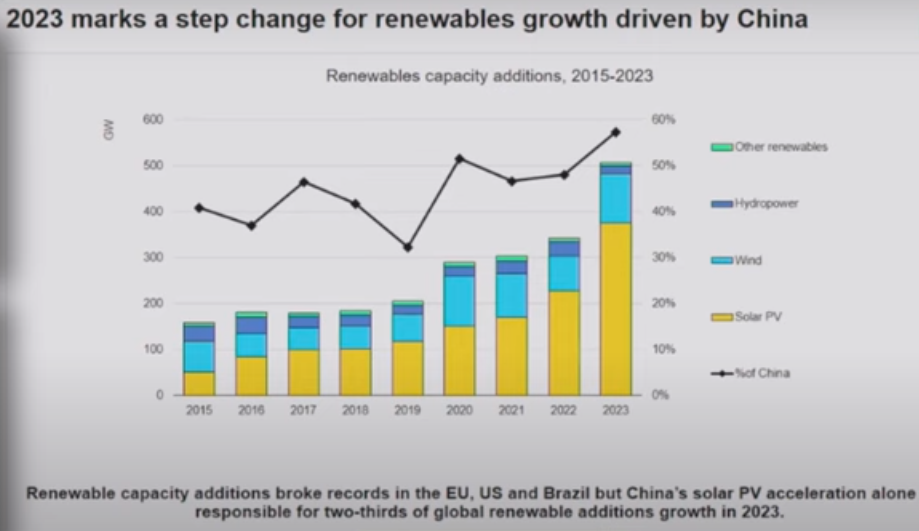 2023 marks a step change for renewables growth driven by China
Renewables capacity additions, 2015-2023
GW
600
500
400
300
200
100
0
60%
50%
40%
30%
20%
10%
0%
2015 2016 2017 2018 2019 2020 2021 2022 2023
Other renewables
Hydropower
Wind
Solar PV
%of China
Renewable capacity additions broke records in the EU, US and Brazil but China's solar PV acceleration alone
responsible for two-thirds of global renewable additions growth in 2023.